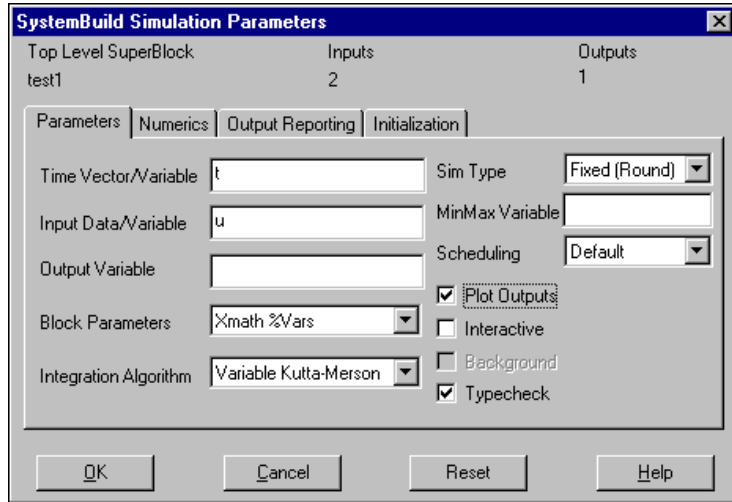 SystemBuild Simulation Parameters
Top Level SuperBlock Inputs Outputs
test1 2 1
Parameters Numerics Output Reporting Initialization
Time Vector/Variable t Sim Type Fixed (Round)
Input Data/Variable u MinMax Variable
Output Variable Scheduling Default
Plot Outputs
Block Parameters Xmath %Vars Interactive
Background
Integration Algorithm Variable Kutta-Merson Typecheck
OK Cancel Reset Help